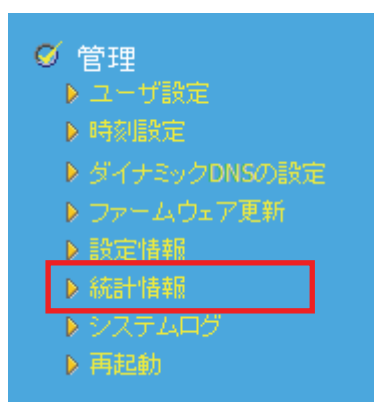 管理
ユーザ設定
時刻設定
ダイナミックDNSの設定
ファームウェア更新
設定情報
統計情報
システムログ
再起動